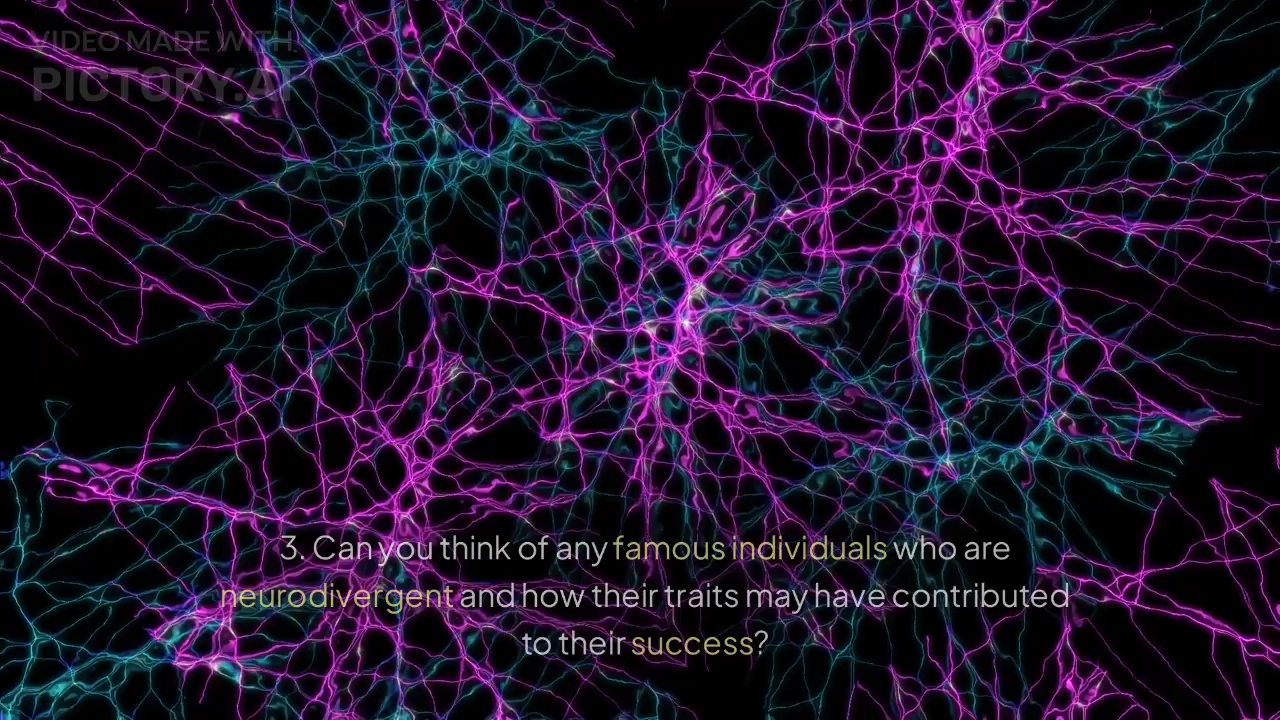 VIDEO MADE WITH
PICTORY.AI
3. Can you think of any famous individuals who are
neurodivergent and how their traits may have contributed
to their success?